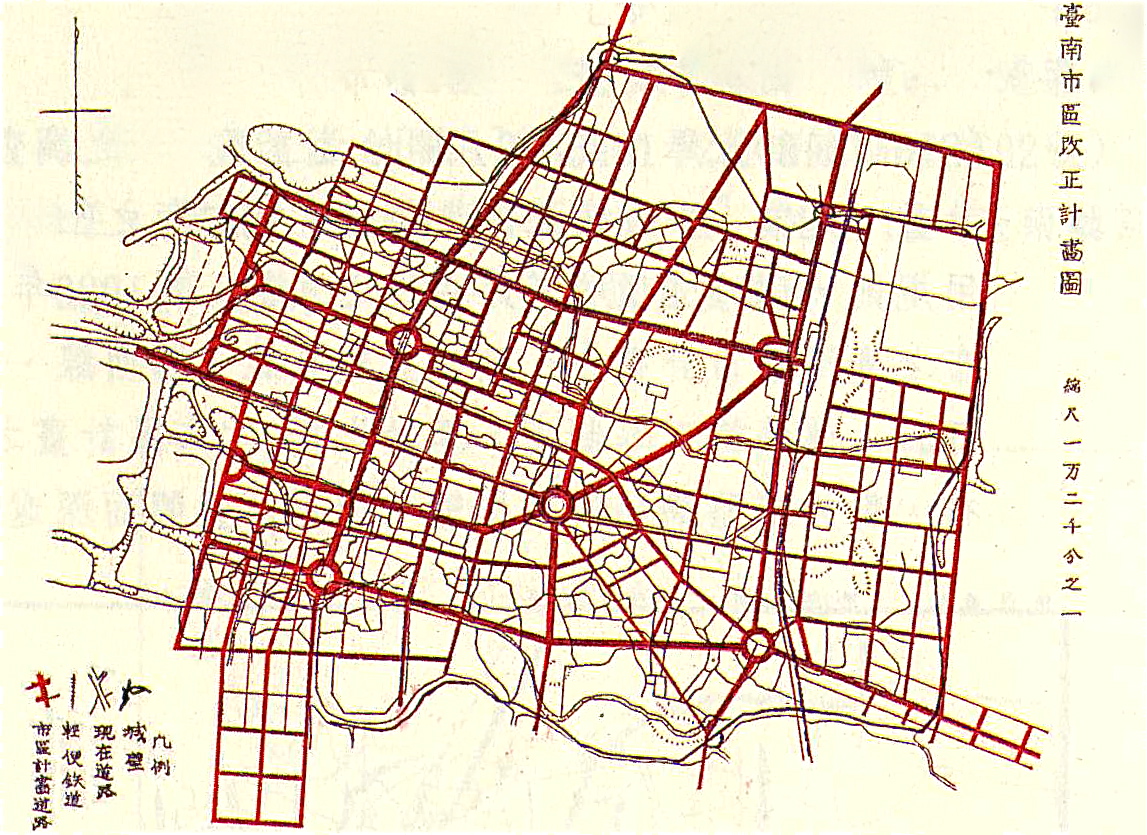 臺南市區改正計畫圖
縮尺一万二千分之一
凡例
城壁
現在道路
軽便鉄道
市區計畫道路